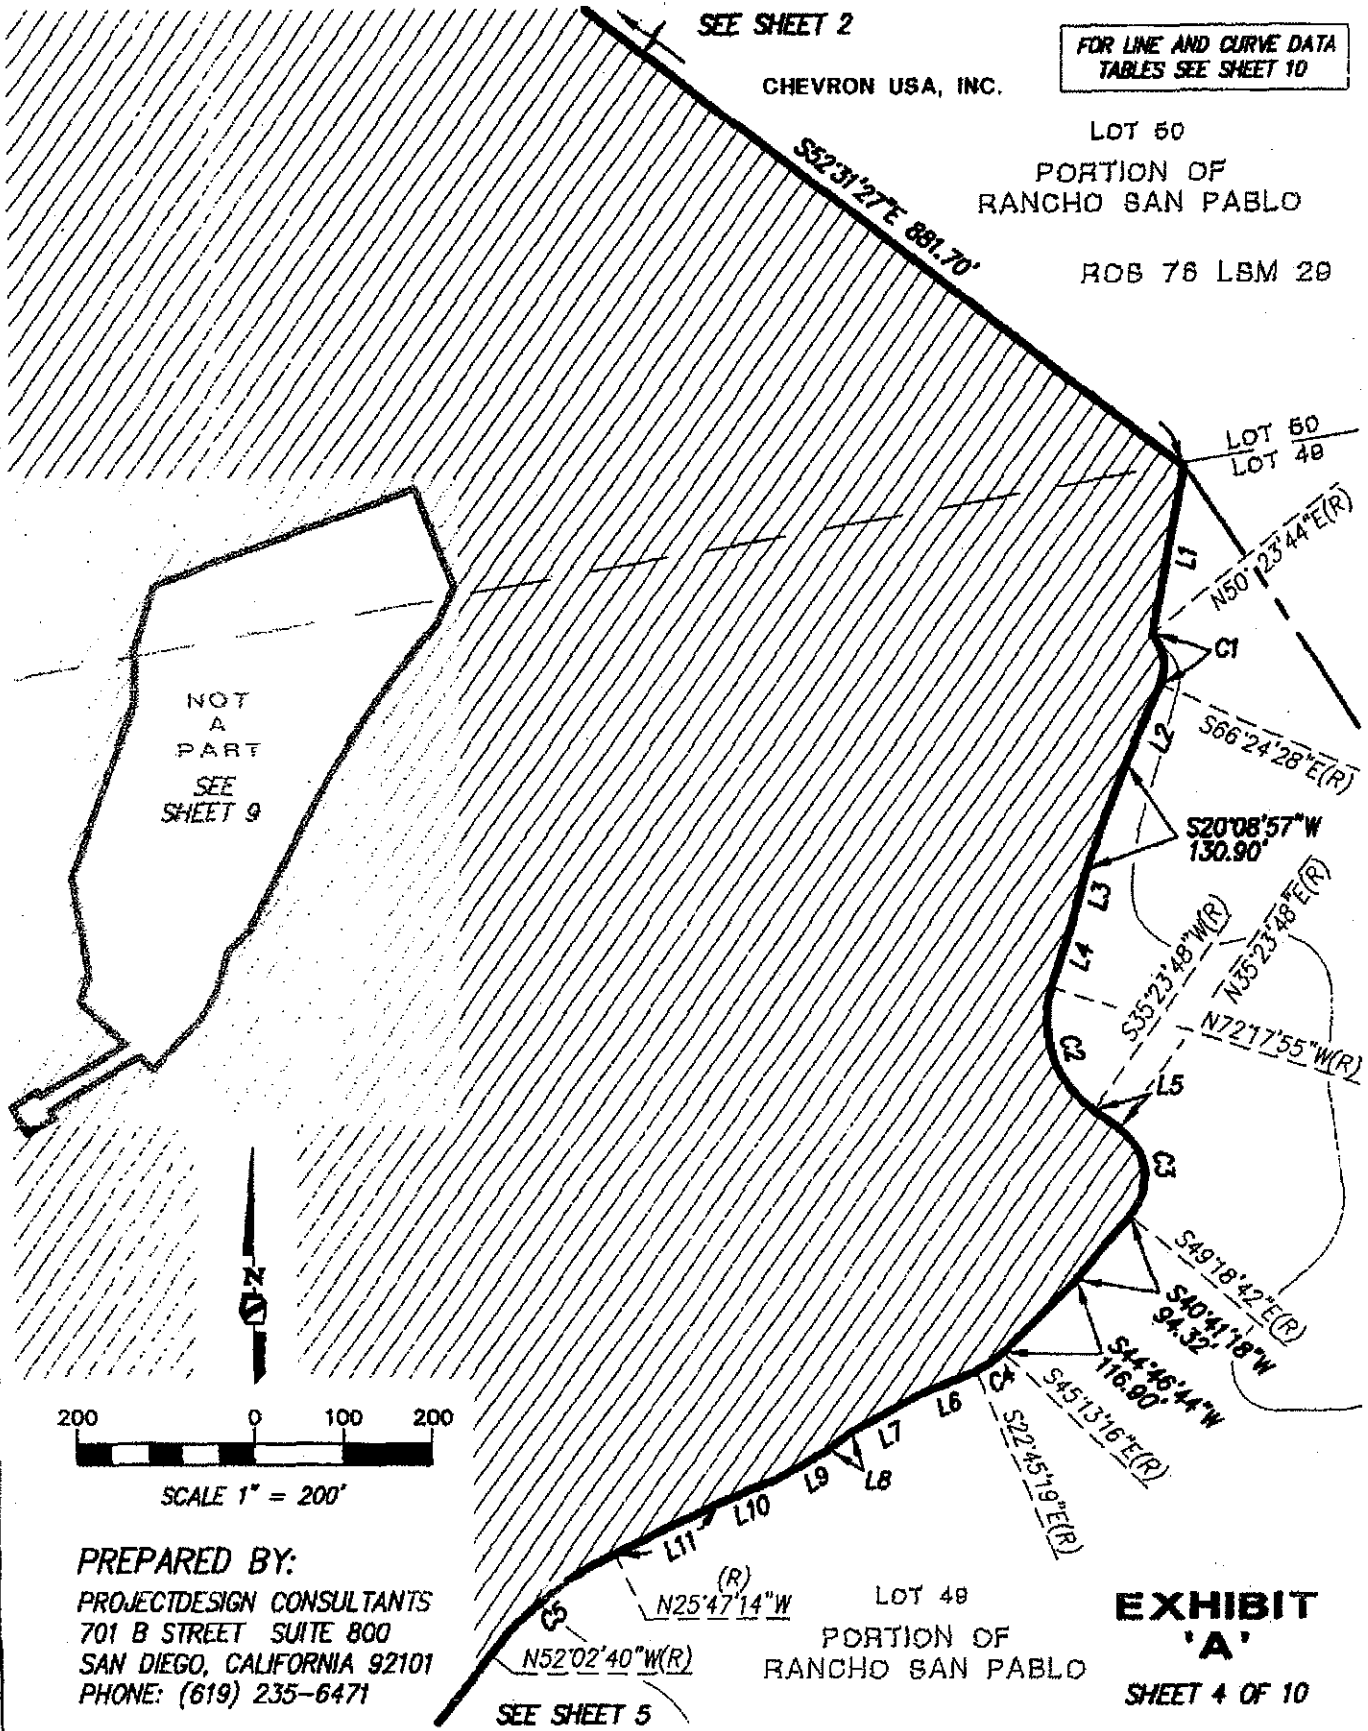 SEE SHEET 2
FOR LINE AND CURVE DATA
TABLES SEE SHEET 10
CHEVRON USA, INC.
LOT 50
PORTION OF
RANCHO SAN PABLO
S52°31'27"E 881.70'
ROS 76 LSM 29
LOT 50
LOT 49
L1
N50°23'44"E(R)
C1
L2
S66°24'28"E(R)
NOT
A
PART
SEE
SHEET 9
S20°08'57"W
130.90'
L3
L4
S35°23'48"W(R)
N35°23'48"E(R)
N72°17'55"W(R)
C2
L5
C3
S49°18'42"E(R)
S40°41'18"W
94.32'
S44°46'44"W
116.90'
S45°13'16"E(R)
C4
S22°45'19"E(R)
L6
L7
L8
L9
L10
L11
N
200 0 100 200
SCALE 1" = 200'
(R)
N25°47'14"W
C5
N52°02'40"W(R)
SEE SHEET 5
PREPARED BY:
PROJECTDESIGN CONSULTANTS
701 B STREET SUITE 800
SAN DIEGO, CALIFORNIA 92101
PHONE: (619) 235-6471
LOT 49
PORTION OF
RANCHO SAN PABLO
EXHIBIT
'A'
SHEET 4 OF 10